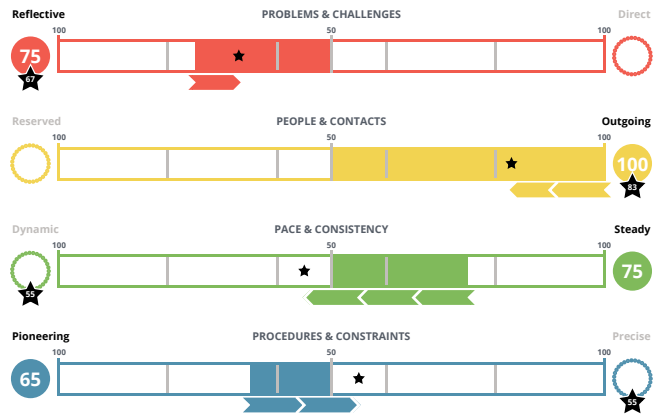 Reflective PROBLEMS & CHALLENGES Direct
100 50 100
75
67
Reserved PEOPLE & CONTACTS Outgoing
100 50 100
100
83
Dynamic PACE & CONSISTENCY Steady
100 50 100
75
55
Pioneering PROCEDURES & CONSTRAINTS Precise
100 50 100
65
55